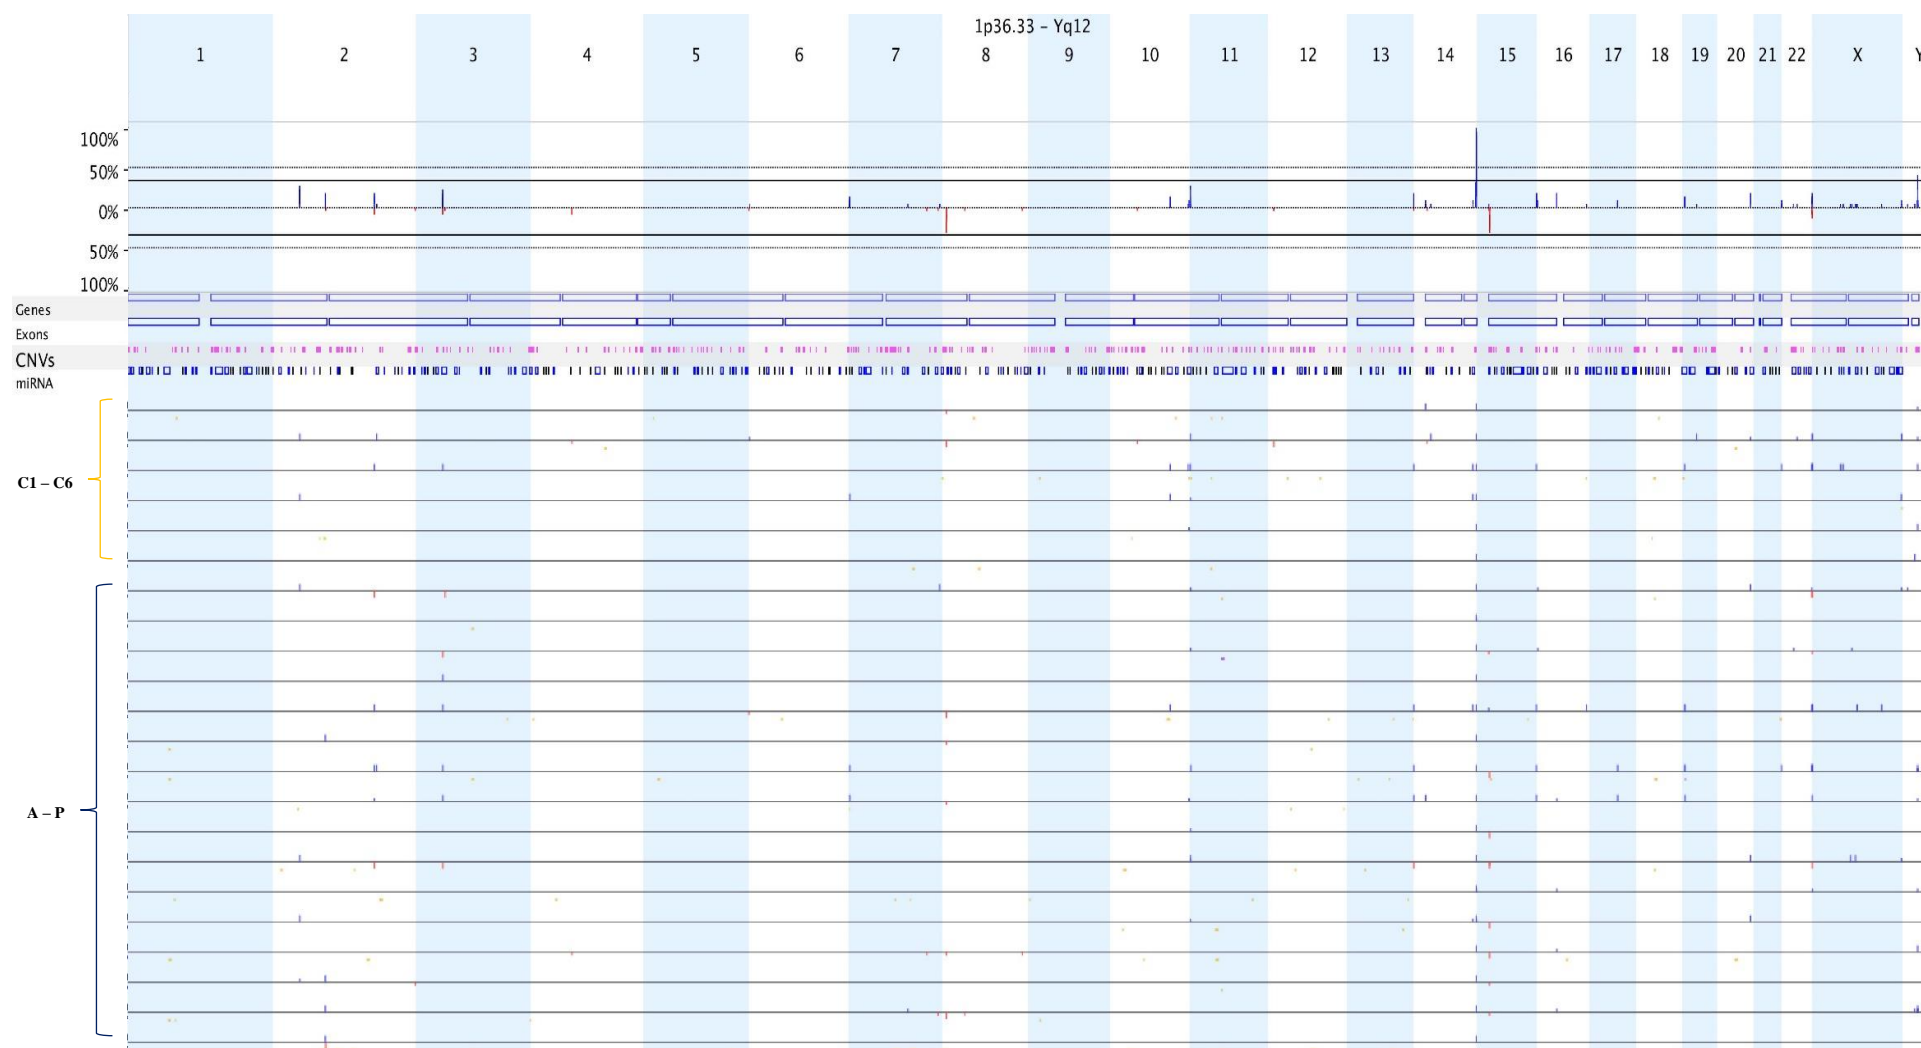 1p36.33 – Yq12
1 2 3 4 5 6 7 8 9 10 11 12 13 14 15 16 17 18 19 20 21 22 X Y
100%
50%
0%
50%
100%
Genes
Exons
CNVs
miRNA
C1 – C6
A – P